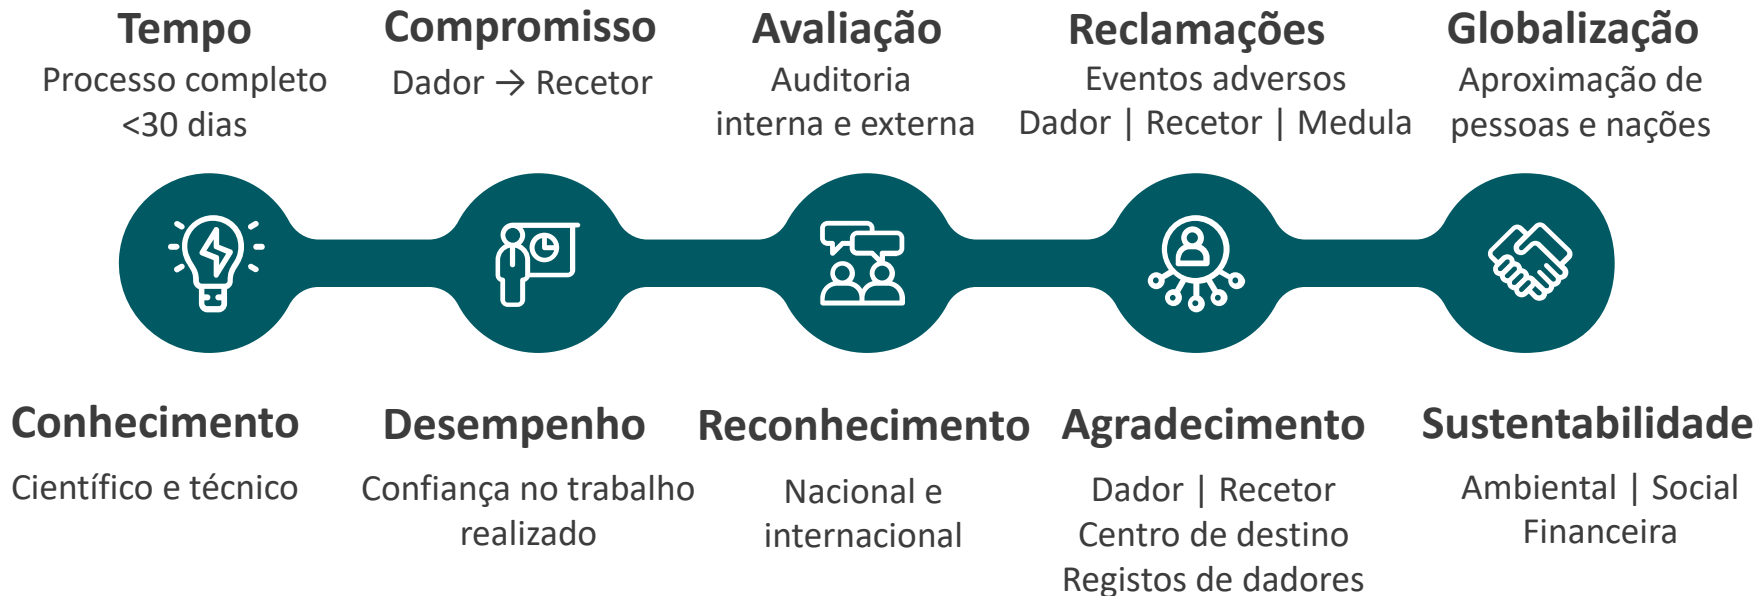 Tempo
Processo completo
<30 dias
Compromisso
Dador → Recetor
Avaliação
Auditoria
interna e externa
Reclamações
Eventos adversos
Dador | Recetor | Medula
Globalização
Aproximação de
pessoas e nações
Conhecimento
Científico e técnico
Desempenho
Confiança no trabalho
realizado
Reconhecimento
Nacional e
internacional
Agradecimento
Dador | Recetor
Centro de destino
Registos de dadores
Sustentabilidade
Ambiental | Social
Financeira